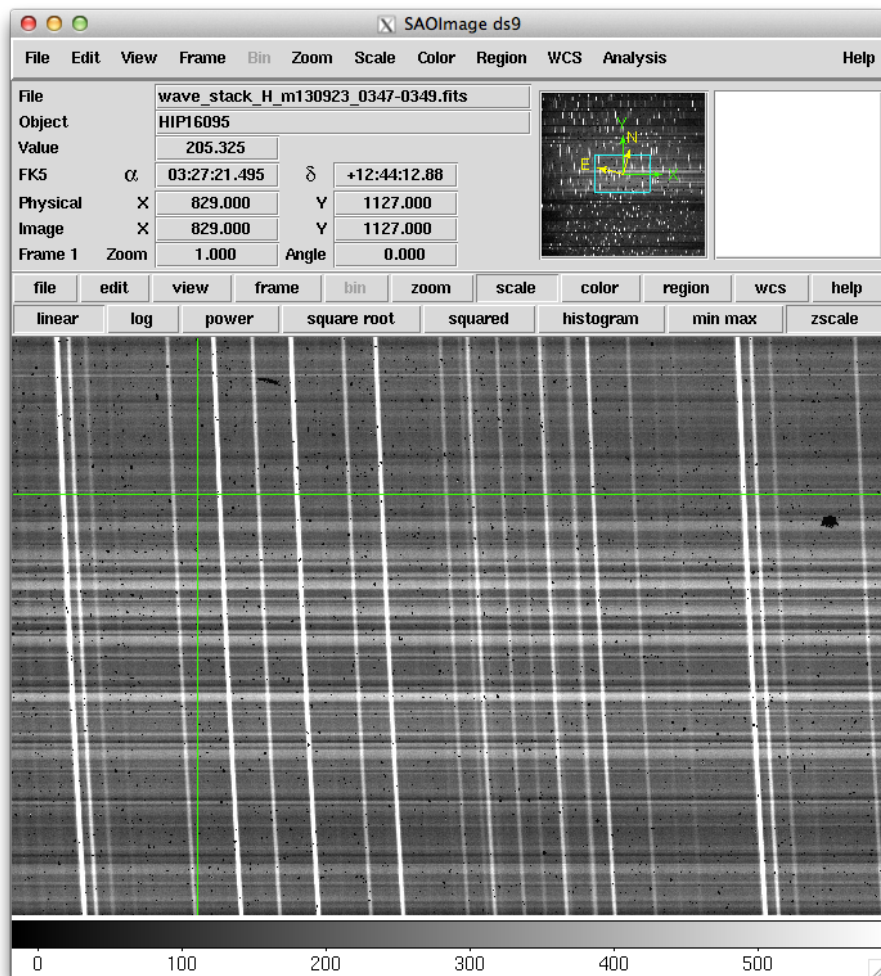 X SAOImage ds9
File Edit View Frame Bin Zoom Scale Color Region WCS Analysis Help
File wave_stack_H_m130923_0347-0349.fits
Object HIP16095
Value 205.325
FK5 α 03:27:21.495 δ +12:44:12.88
Physical X 829.000 Y 1127.000
Image X 829.000 Y 1127.000
Frame 1 Zoom 1.000 Angle 0.000
Y
N
E
X
file edit view frame bin zoom scale color region wcs help
linear log power square root squared histogram min max zscale
0 100 200 300 400 500